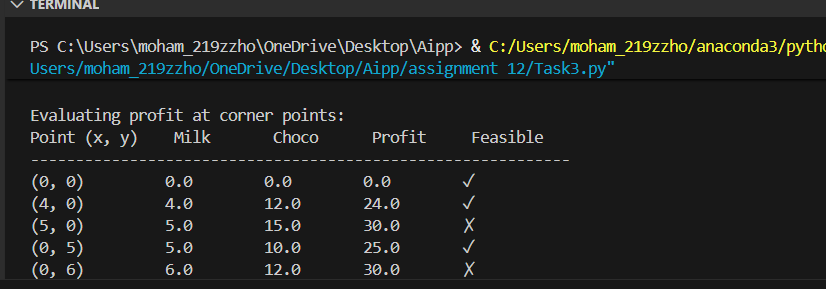 TERMINAL
PS C:\Users\moham_219zzho\OneDrive\Desktop\Aipp> & C:/Users/moham_219zzho/anaconda3/pytho
Users/moham_219zzho/OneDrive/Desktop/Aipp/assignment 12/Task3.py"
Evaluating profit at corner points:
Point (x, y) Milk Choco Profit Feasible
------------------------------------------------------------
(0, 0) 0.0 0.0 0.0 ✓
(4, 0) 4.0 12.0 24.0 ✓
(5, 0) 5.0 15.0 30.0 ✗
(0, 5) 5.0 10.0 25.0 ✓
(0, 6) 6.0 12.0 30.0 ✗